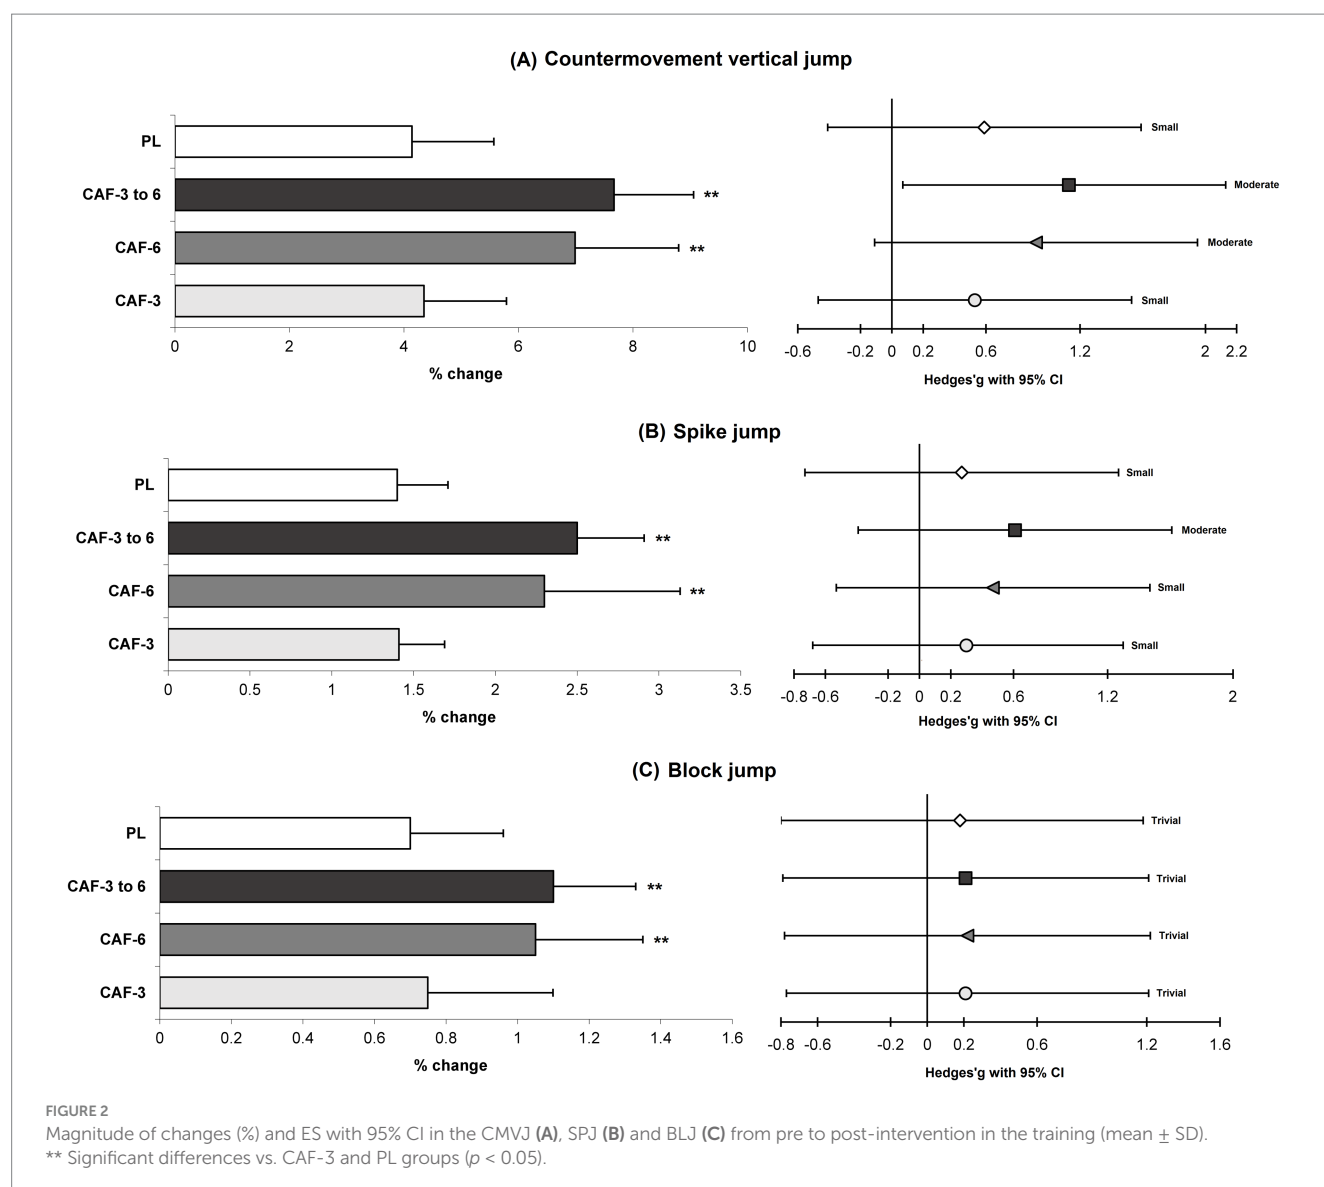 (A) Countermovement vertical jump
PL
CAF-3 to 6
**
CAF-6
**
CAF-3
0 2 4 6 8 10
% change
Small
Moderate
Moderate
Small
-0.6 -0.2 0 0.2 0.6 1.2 2 2.2
Hedges'g with 95% CI
(B) Spike jump
PL
CAF-3 to 6
**
CAF-6
**
CAF-3
0 0.5 1 1.5 2 2.5 3 3.5
% change
Small
Moderate
Small
Small
-0.8 -0.6 -0.2 0 0.2 0.6 1.2 2
Hedges'g with 95% CI
(C) Block jump
PL
CAF-3 to 6
**
CAF-6
**
CAF-3
0 0.2 0.4 0.6 0.8 1 1.2 1.4 1.6
% change
Trivial
Trivial
Trivial
Trivial
-0.8 -0.6 -0.2 0 0.2 0.6 1.2 1.6
Hedges'g with 95% CI
FIGURE 2
Magnitude of changes (%) and ES with 95% CI in the CMVJ (A), SPJ (B) and BLJ (C) from pre to post-intervention in the training (mean ± SD).
** Significant differences vs. CAF-3 and PL groups (p < 0.05).